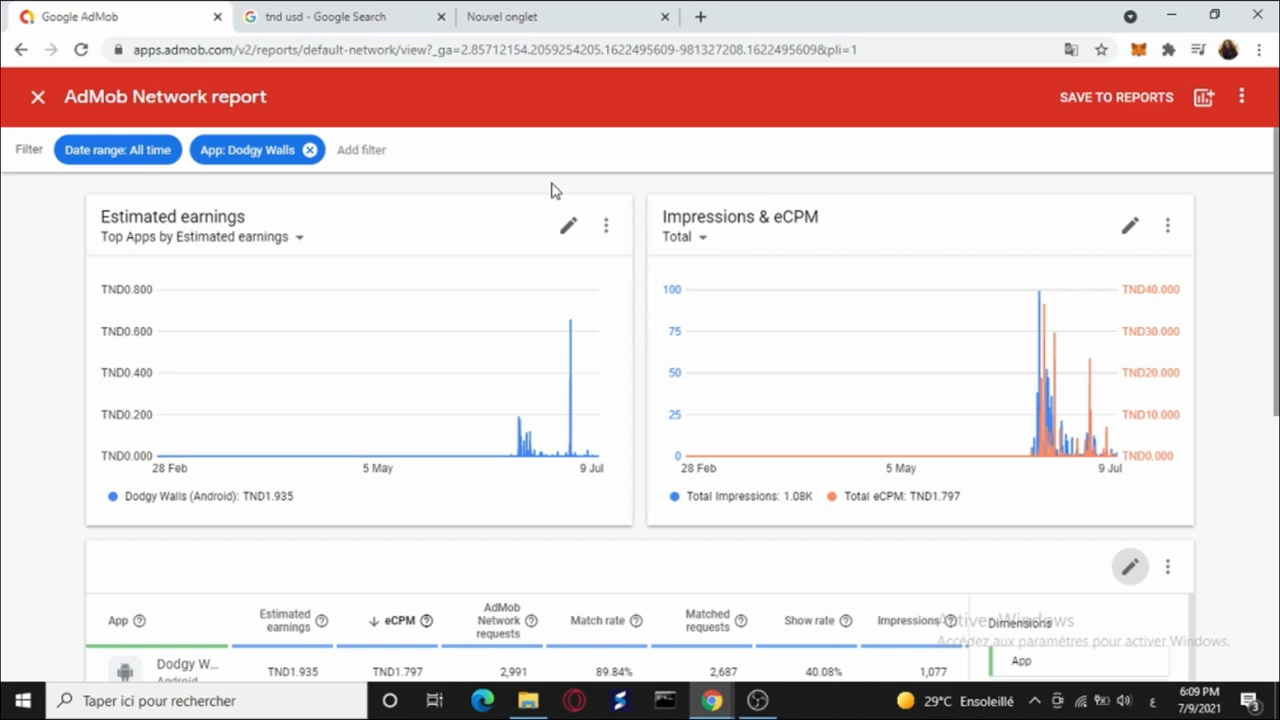 Google AdMob
tnd usd - Google Search
Nouvel onglet
apps.admob.com/v2/reports/default-network/view?_ga=2.85712154.2059254205.1622495609-981327208.1622495609&pli=1
AdMob Network report
SAVE TO REPORTS
Filter
Date range: All time
App: Dodgy Walls
Add filter
Estimated earnings
Top Apps by Estimated earnings
TND0.800
TND0.600
TND0.400
TND0.200
TND0.000
28 Feb
5 May
9 Jul
Dodgy Walls (Android): TND1.935
Impressions & eCPM
Total
100
75
50
25
0
TND40.000
TND30.000
TND20.000
TND10.000
TND0.000
28 Feb
5 May
9 Jul
Total Impressions: 1.08K
Total eCPM: TND1.797
App
Estimated
earnings
eCPM
AdMob
Network
requests
Match rate
Matched
requests
Show rate
Impressions
Dimensions
Activer Windows
Accédez aux paramètres pour activer Windows.
App
Dodgy W...
Android
TND1.935
TND1.797
2,991
89.84%
2,687
40.08%
1,077
Taper ici pour rechercher
29°C Ensoleillé
ع
6:09 PM
7/9/2021
3